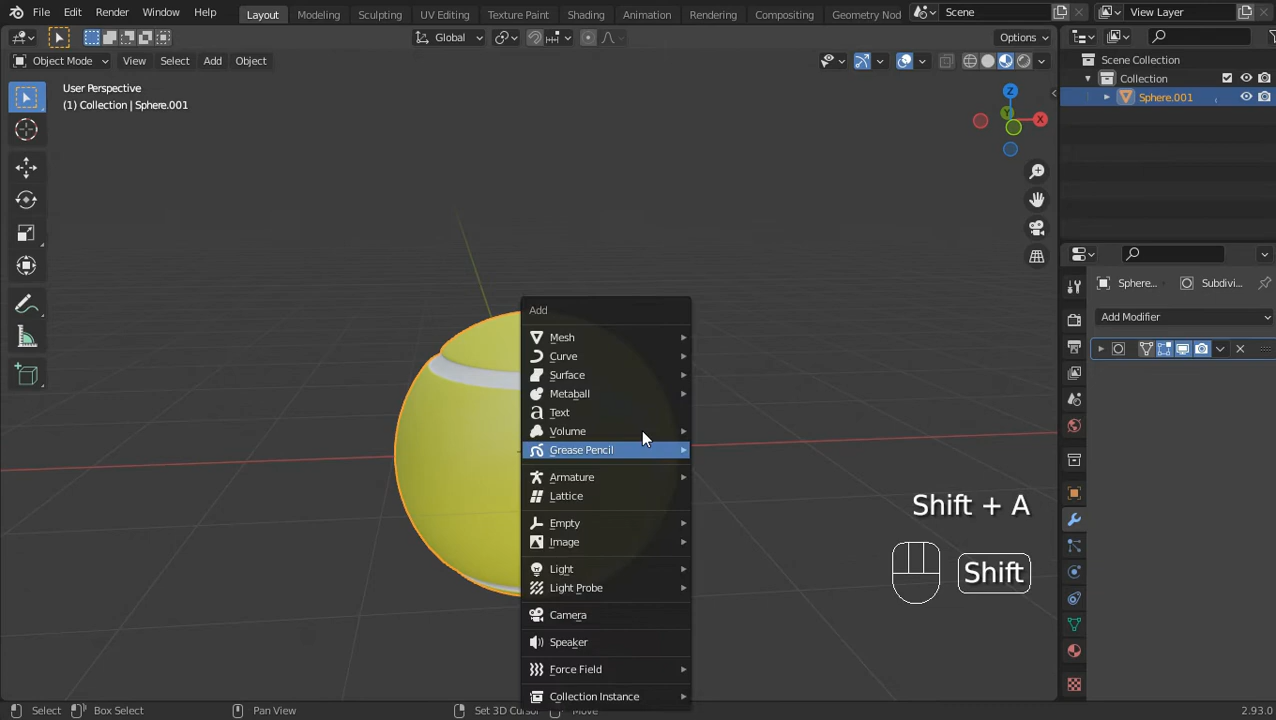 File Edit Render Window Help Layout Modeling Sculpting UV Editing Texture Paint Shading Animation Rendering Compositing Geometry Nod Scene View Layer
Global Options
Object Mode View Select Add Object
User Perspective
(1) Collection | Sphere.001
Z
Y
X
Scene Collection
Collection
Sphere.001
Add
Mesh
Curve
Surface
Metaball
Text
Volume
Grease Pencil
Armature
Lattice
Empty
Image
Light
Light Probe
Camera
Speaker
Force Field
Collection Instance
Sphere... Subdivi...
Add Modifier
Shift + A
Shift
Select Box Select Pan View Set 3D Cursor Move 2.93.0